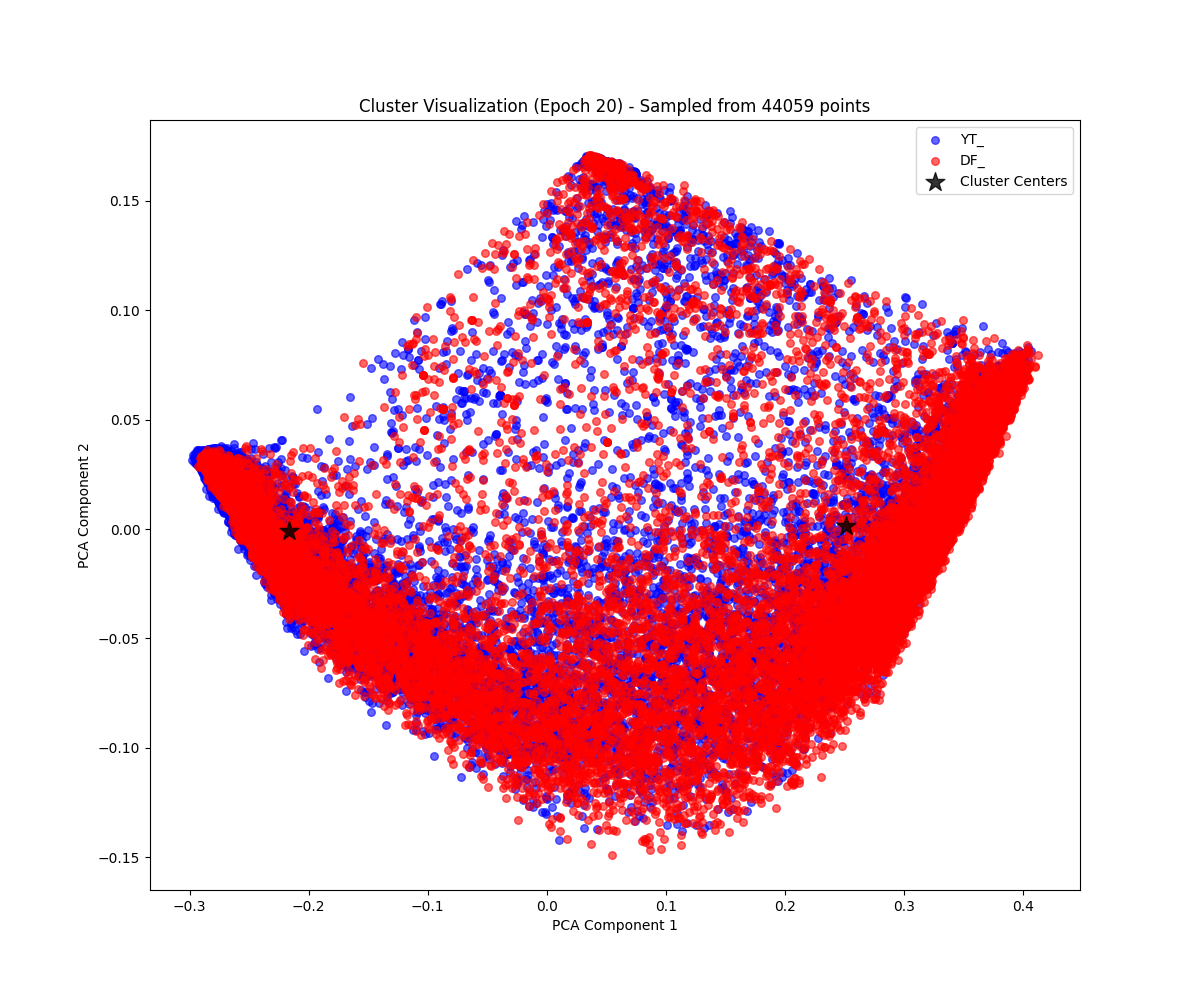 Cluster Visualization (Epoch 20) - Sampled from 44059 points
YT_
DF_
Cluster Centers
PCA Component 2
0.15
0.10
0.05
0.00
−0.05
−0.10
−0.15
−0.3 −0.2 −0.1 0.0 0.1 0.2 0.3 0.4
PCA Component 1